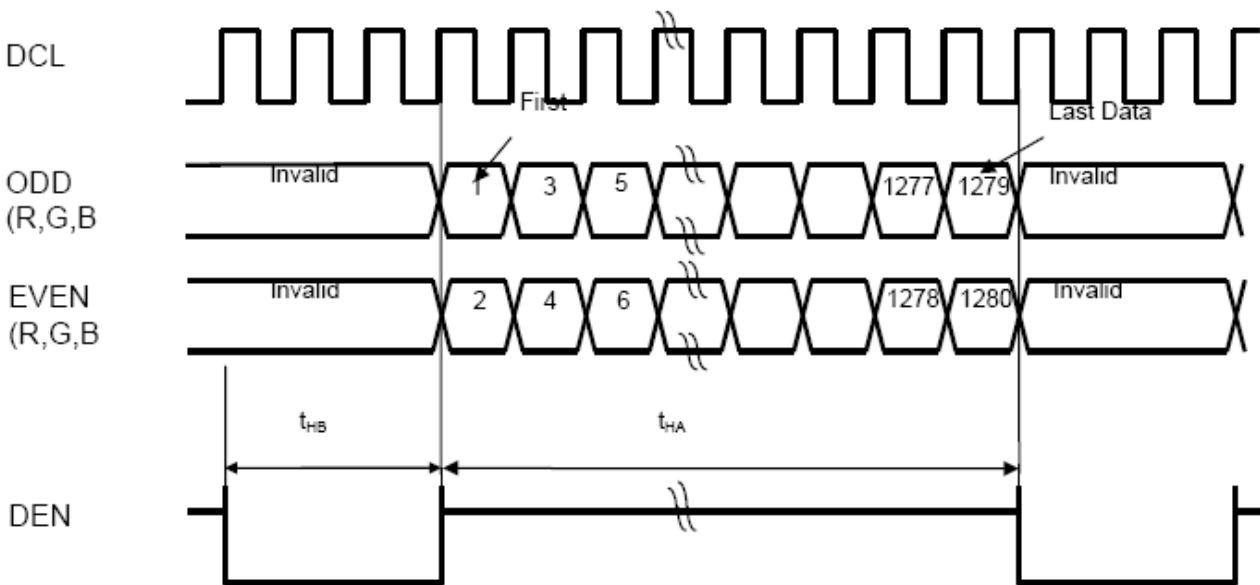 DCL
First
Last Data
ODD
(R,G,B
Invalid
1
3
5
1277
1279
Invalid
EVEN
(R,G,B
Invalid
2
4
6
1278
1280
Invalid
tHB
tHA
DEN